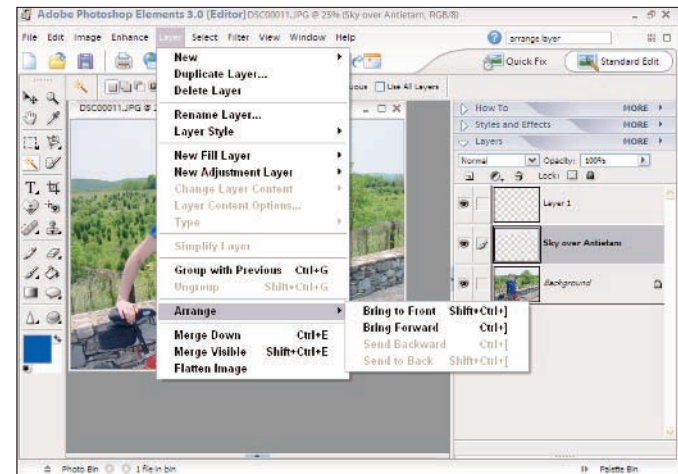 Adobe Photoshop Elements 3.0 (Editor) DSC00011.JPG @ 25% (Sky over Antietam, RGB/8)
File Edit Image Enhance Layer Select Filter View Window Help
arrange layer
Quick Fix Standard Edit
Use All Layers
DSC00011.JPG @
New
Duplicate Layer...
Delete Layer
Rename Layer...
Layer Style
New Fill Layer
New Adjustment Layer
Change Layer Content
Layer Content Options...
Type
Simplify Layer
Group with Previous Ctrl+G
Ungroup Shift+Ctrl+G
Arrange
Merge Down Ctrl+E
Merge Visible Shift+Ctrl+E
Flatten Image
Bring to Front Shift+Ctrl+]
Bring Forward Ctrl+]
Send Backward Ctrl+[
Send to Back Shift+Ctrl+[
How To MORE
Styles and Effects MORE
Layers MORE
Normal Opacity: 100%
Lock:
Layer 1
Sky over Antietam
Background
Photo Bin 1 file in bin
Palette Bin